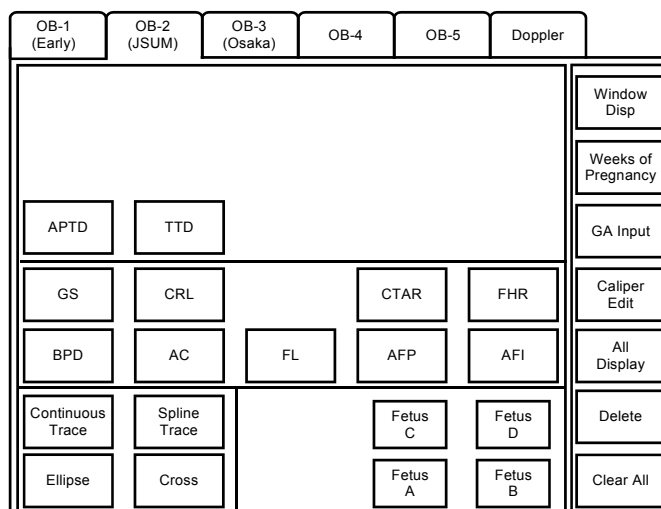 OB-1
(Early)
OB-2
(JSUM)
OB-3
(Osaka)
OB-4
OB-5
Doppler
Window
Disp
Weeks of
Pregnancy
APTD
TTD
GA Input
GS
CRL
CTAR
FHR
Caliper
Edit
BPD
AC
FL
AFP
AFI
All
Display
Continuous
Trace
Spline
Trace
Fetus
C
Fetus
D
Delete
Ellipse
Cross
Fetus
A
Fetus
B
Clear All